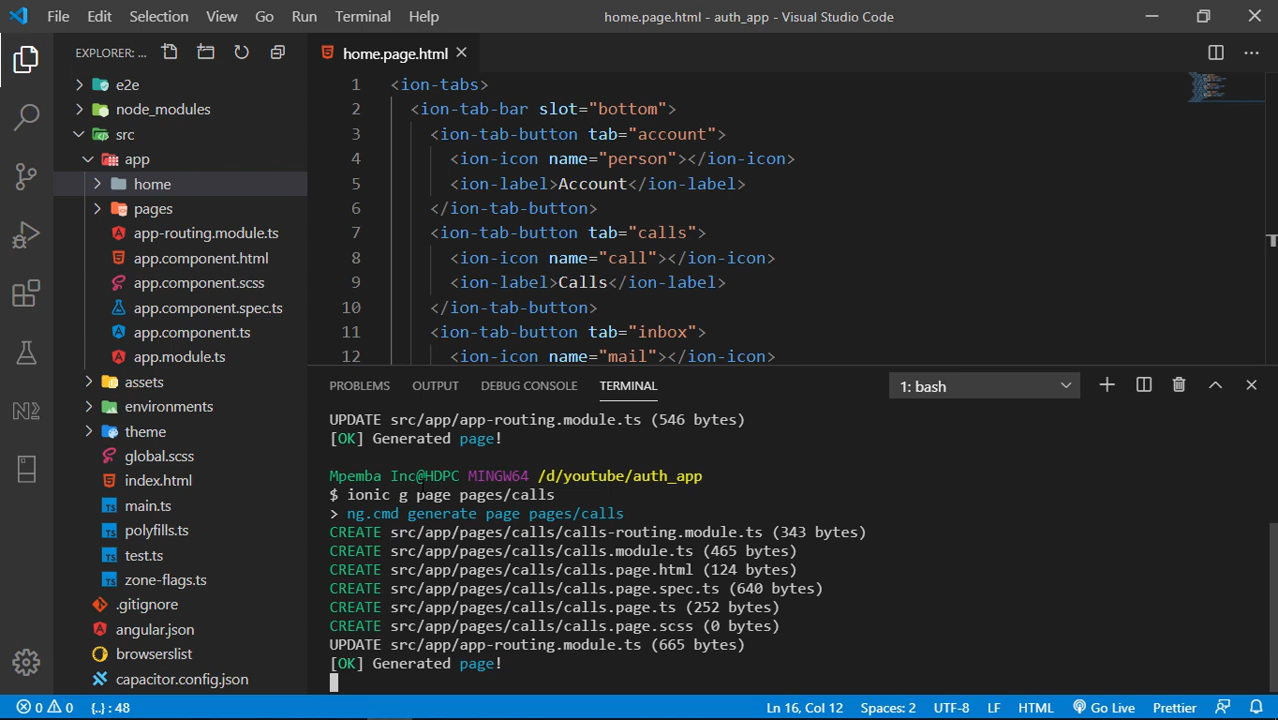 File Edit Selection View Go Run Terminal Help
home.page.html - auth_app - Visual Studio Code
EXPLORER: ...
home.page.html
e2e
node_modules
src
app
home
pages
app-routing.module.ts
app.component.html
app.component.scss
app.component.spec.ts
app.component.ts
app.module.ts
assets
environments
theme
global.scss
index.html
main.ts
polyfills.ts
test.ts
zone-flags.ts
.gitignore
angular.json
browserslist
capacitor.config.json
1 <ion-tabs>
2 <ion-tab-bar slot="bottom">
3 <ion-tab-button tab="account">
4 <ion-icon name="person"></ion-icon>
5 <ion-label>Account</ion-label>
6 </ion-tab-button>
7 <ion-tab-button tab="calls">
8 <ion-icon name="call"></ion-icon>
9 <ion-label>Calls</ion-label>
10 </ion-tab-button>
11 <ion-tab-button tab="inbox">
12 <ion-icon name="mail"></ion-icon>
PROBLEMS OUTPUT DEBUG CONSOLE TERMINAL
1: bash
UPDATE src/app/app-routing.module.ts (546 bytes)
[OK] Generated page!
Mpemba Inc@HDPC MINGW64 /d/youtube/auth_app
$ ionic g page pages/calls
> ng.cmd generate page pages/calls
CREATE src/app/pages/calls/calls-routing.module.ts (343 bytes)
CREATE src/app/pages/calls/calls.module.ts (465 bytes)
CREATE src/app/pages/calls/calls.page.html (124 bytes)
CREATE src/app/pages/calls/calls.page.spec.ts (640 bytes)
CREATE src/app/pages/calls/calls.page.ts (252 bytes)
CREATE src/app/pages/calls/calls.page.scss (0 bytes)
UPDATE src/app/app-routing.module.ts (665 bytes)
[OK] Generated page!
0 0 {..} : 48
Ln 16, Col 12 Spaces: 2 UTF-8 LF HTML Go Live Prettier